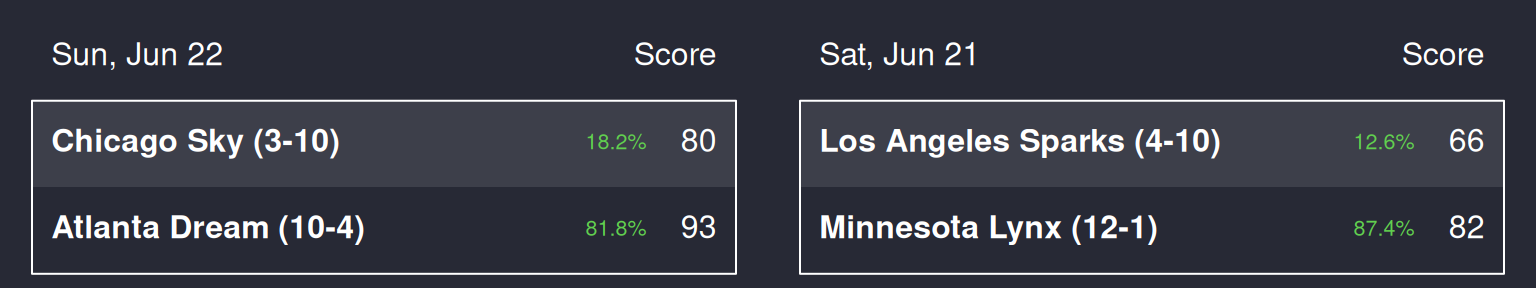 Sun, Jun 22 Score
Chicago Sky (3-10) 18.2% 80
Atlanta Dream (10-4) 81.8% 93
Sat, Jun 21 Score
Los Angeles Sparks (4-10) 12.6% 66
Minnesota Lynx (12-1) 87.4% 82